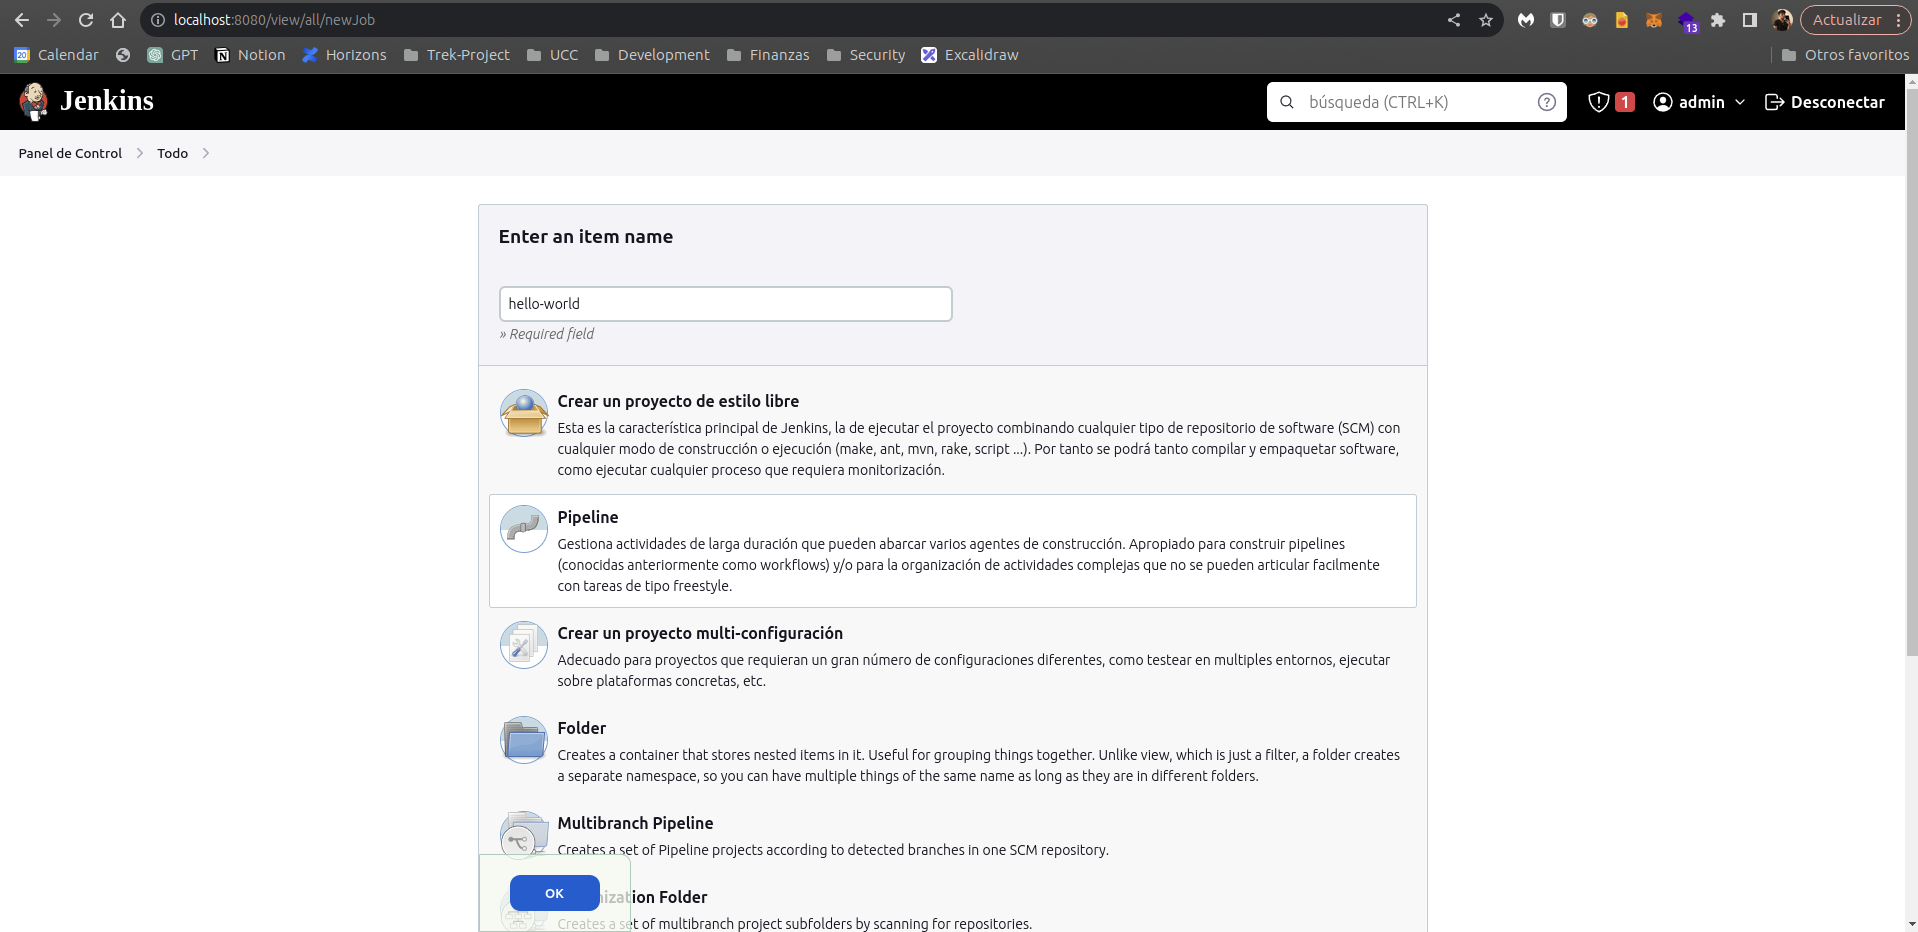 localhost:8080/view/all/newJob
13
Actualizar
Calendar
GPT
Notion
Horizons
Trek-Project
UCC
Development
Finanzas
Security
Excalidraw
Otros favoritos
Jenkins
búsqueda (CTRL+K)
1
admin
Desconectar
Panel de Control
Todo
Enter an item name
hello-world
» Required field
Crear un proyecto de estilo libre
Esta es la característica principal de Jenkins, la de ejecutar el proyecto combinando cualquier tipo de repositorio de software (SCM) con
cualquier modo de construcción o ejecución (make, ant, mvn, rake, script ...). Por tanto se podrá tanto compilar y empaquetar software,
como ejecutar cualquier proceso que requiera monitorización.
Pipeline
Gestiona actividades de larga duración que pueden abarcar varios agentes de construcción. Apropiado para construir pipelines
(conocidas anteriormente como workflows) y/o para la organización de actividades complejas que no se pueden articular facilmente
con tareas de tipo freestyle.
Crear un proyecto multi-configuración
Adecuado para proyectos que requieran un gran número de configuraciones diferentes, como testear en multiples entornos, ejecutar
sobre plataformas concretas, etc.
Folder
Creates a container that stores nested items in it. Useful for grouping things together. Unlike view, which is just a filter, a folder creates
a separate namespace, so you can have multiple things of the same name as long as they are in different folders.
Multibranch Pipeline
Creates a set of Pipeline projects according to detected branches in one SCM repository.
OK
nization Folder
Creates a set of multibranch project subfolders by scanning for repositories.